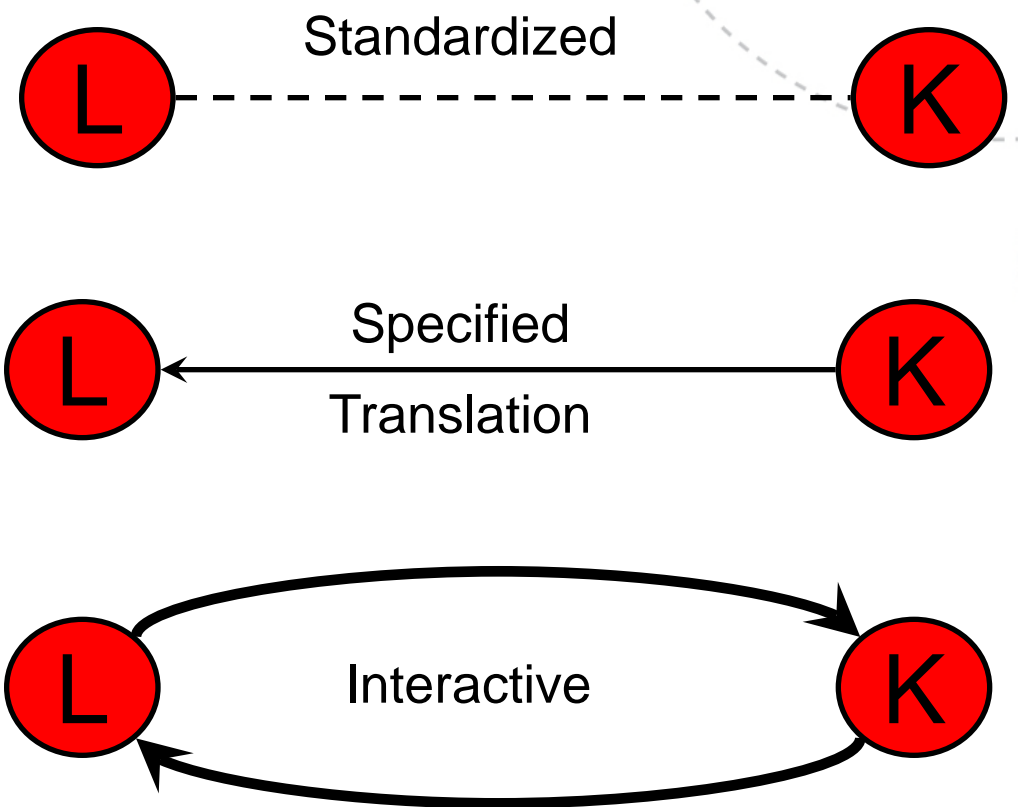 Standardized
L K
Specified
L K
Translation
L Interactive K